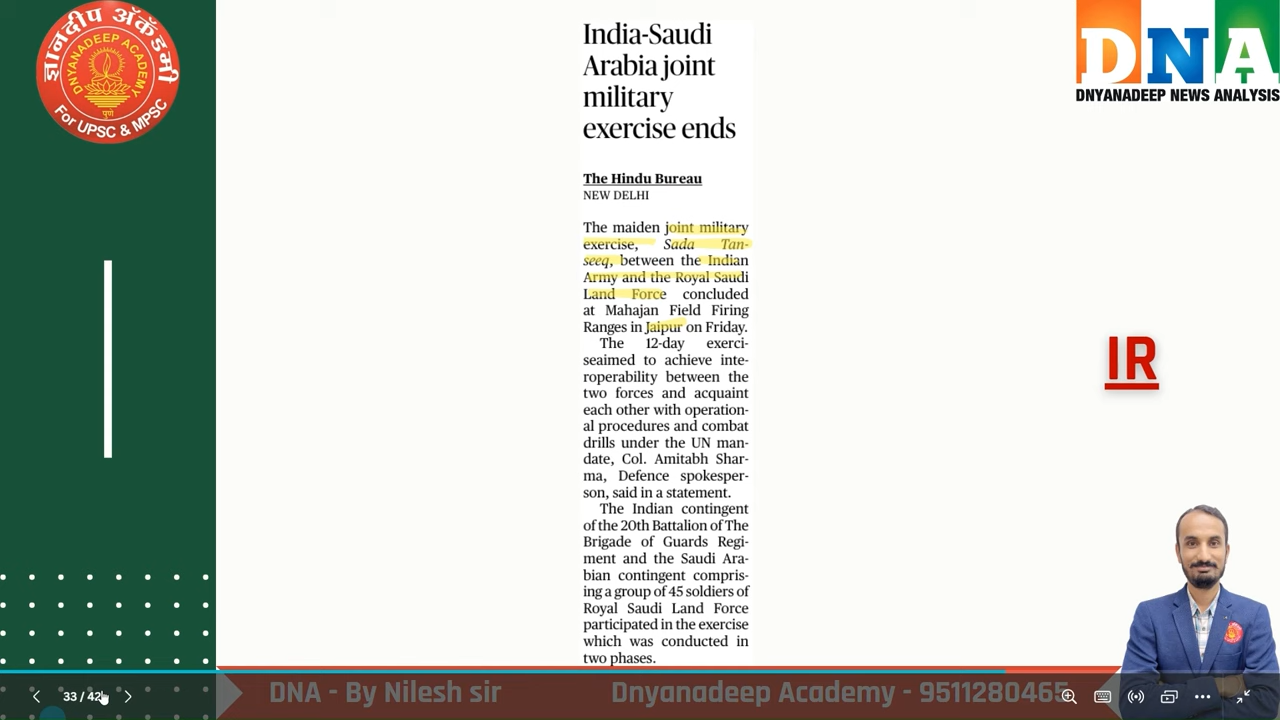 ज्ञानदीप अ‍ॅकॅडमी
DNYANADEEP ACADEMY
पुणे
For UPSC & MPSC
DNA
DNYANADEEP NEWS ANALYSIS
India-Saudi
Arabia joint
military
exercise ends
The Hindu Bureau
NEW DELHI
The maiden joint military
exercise, Sada Tan-
seeq, between the Indian
Army and the Royal Saudi
Land Force concluded
at Mahajan Field Firing
Ranges in Jaipur on Friday.
The 12-day exerci-
seaimed to achieve inte-
roperability between the
two forces and acquaint
each other with operation-
al procedures and combat
drills under the UN man-
date, Col. Amitabh Shar-
ma, Defence spokesper-
son, said in a statement.
The Indian contingent
of the 20th Battalion of The
Brigade of Guards Regi-
ment and the Saudi Ara-
bian contingent compris-
ing a group of 45 soldiers of
Royal Saudi Land Force
participated in the exercise
which was conducted in
two phases.
IR
33 / 42
DNA - By Nilesh sir
Dnyanadeep Academy - 9511280465